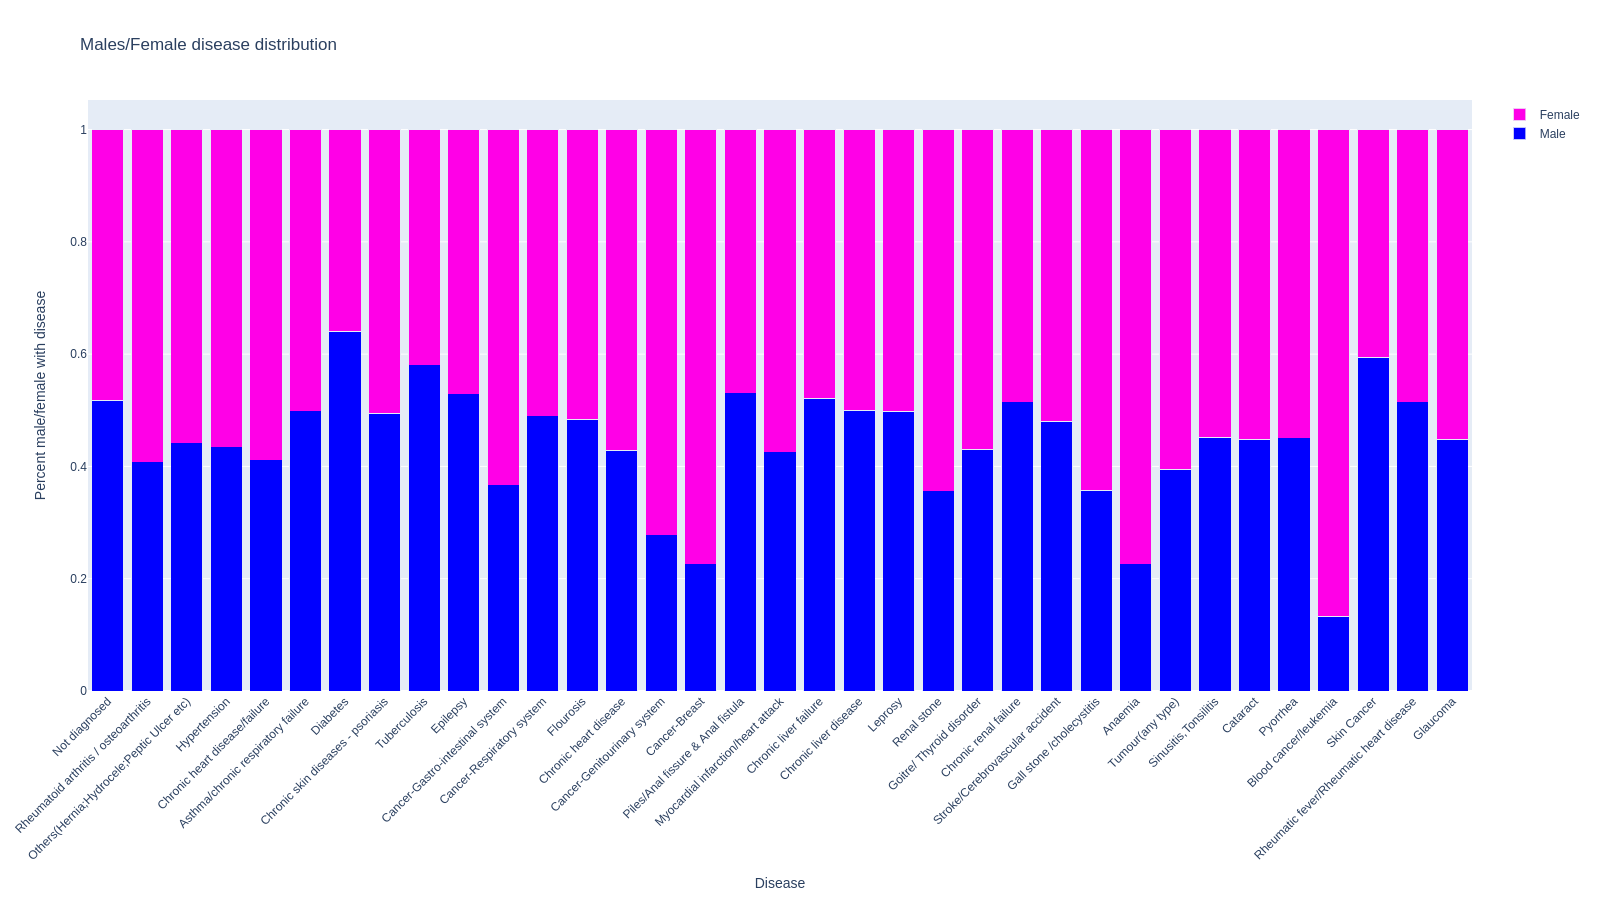 Males/Female disease distribution
Female
Male
Percent male/female with disease
1
0.8
0.6
0.4
0.2
0
Not diagnosed
Rheumatoid arthritis / osteoarthritis
Others(Hernia;Hydrocele;Peptic Ulcer etc)
Hypertension
Chronic heart disease/failure
Asthma/chronic respiratory failure
Diabetes
Chronic skin diseases - psoriasis
Tuberculosis
Epilepsy
Cancer-Gastro-intestinal system
Cancer-Respiratory system
Flourosis
Chronic heart disease
Cancer-Genitourinary system
Cancer-Breast
Piles/Anal fissure & Anal fistula
Myocardial infarction/heart attack
Chronic liver failure
Chronic liver disease
Leprosy
Renal stone
Goitre/ Thyroid disorder
Chronic renal failure
Stroke/Cerebrovascular accident
Gall stone /cholecystitis
Anaemia
Tumour(any type)
Sinusitis,Tonsilitis
Cataract
Pyorrhea
Blood cancer/leukemia
Skin Cancer
Rheumatic fever/Rheumatic heart disease
Glaucoma
Disease